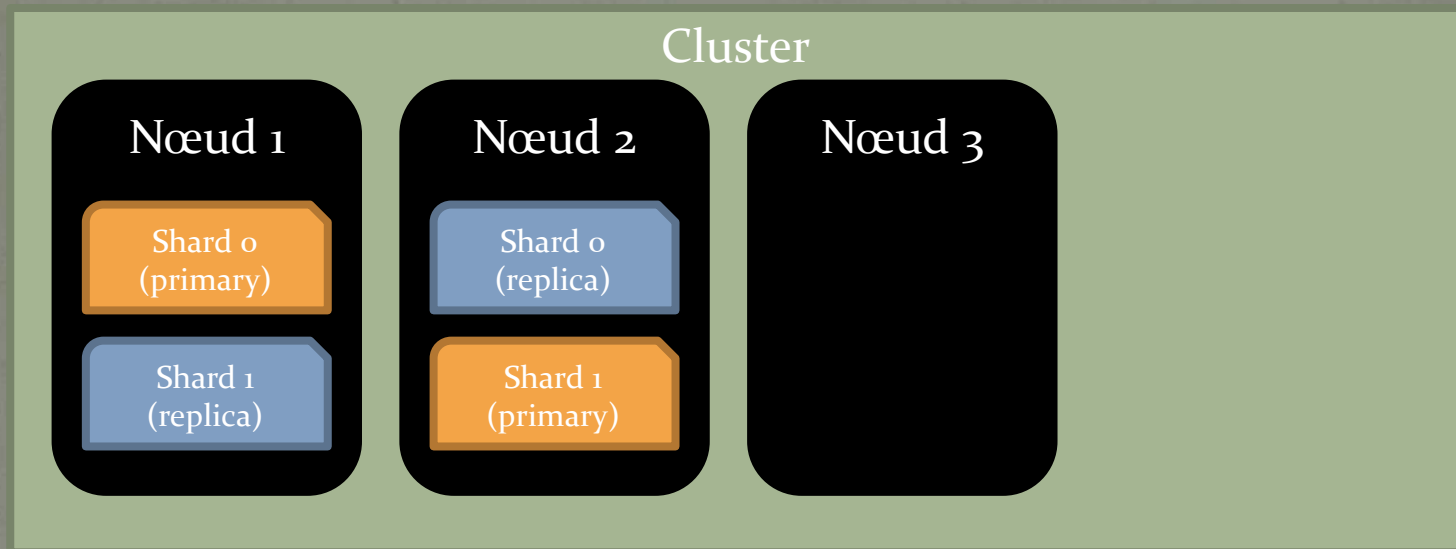 Cluster
Nœud 1
Nœud 2
Nœud 3
Shard 0
(primary)
Shard 0
(replica)
Shard 1
(replica)
Shard 1
(primary)